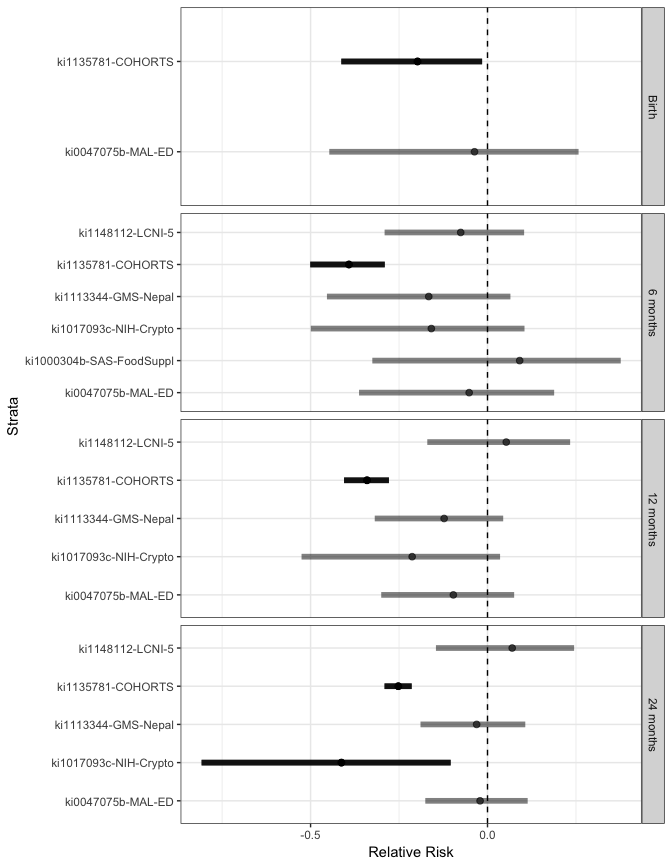 ki1135781-COHORTS
ki0047075b-MAL-ED
Birth
ki1148112-LCNI-5
ki1135781-COHORTS
ki1113344-GMS-Nepal
ki1017093c-NIH-Crypto
ki1000304b-SAS-FoodSuppl
ki0047075b-MAL-ED
6 months
ki1148112-LCNI-5
ki1135781-COHORTS
ki1113344-GMS-Nepal
ki1017093c-NIH-Crypto
ki0047075b-MAL-ED
12 months
ki1148112-LCNI-5
ki1135781-COHORTS
ki1113344-GMS-Nepal
ki1017093c-NIH-Crypto
ki0047075b-MAL-ED
24 months
Strata
-0.5
0.0
Relative Risk